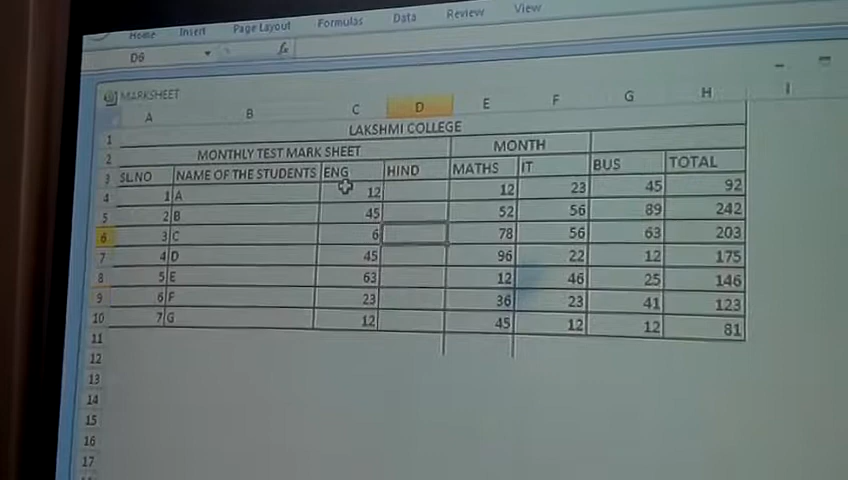 Home Insert Page Layout Formulas Data Review View
D6 fx
MARKSHEET
A B C D E F G H I
1 LAKSHMI COLLEGE
2 MONTHLY TEST MARK SHEET MONTH
3 SL.NO NAME OF THE STUDENTS ENG HIND MATHS IT BUS TOTAL
4 1 A 12 12 23 45 92
5 2 B 45 52 56 89 242
6 3 C 6 78 56 63 203
7 4 D 45 96 22 12 175
8 5 E 63 12 46 25 146
9 6 F 23 36 23 41 123
10 7 G 12 45 12 12 81
11
12
13
14
15
16
17